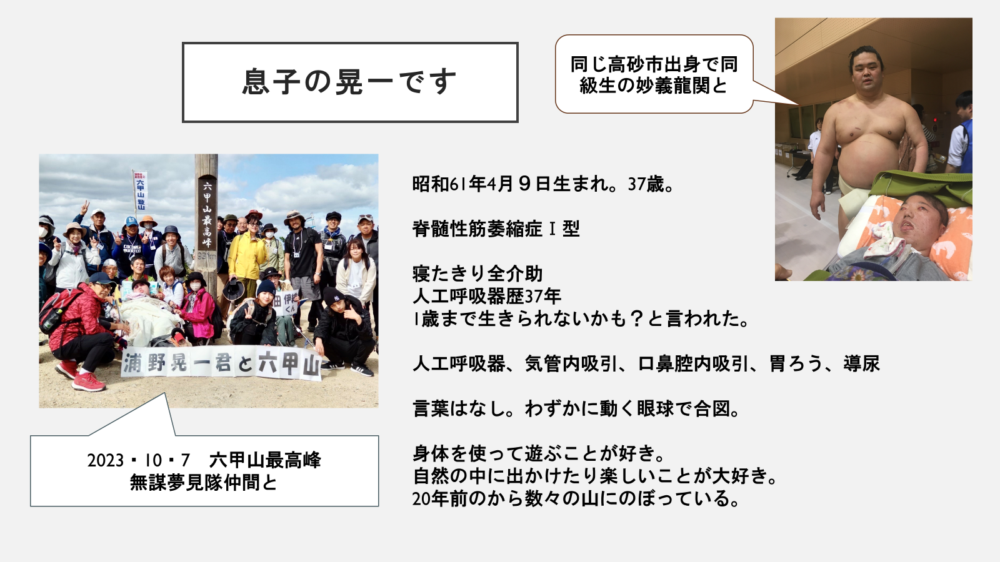 息子の晃一です
同じ高砂市出身で同
級生の妙義龍関と
六甲山登山
六甲山最高峰
931m
浦野晃一君と六甲山
2023・10・7　六甲山最高峰
無謀夢見隊仲間と
昭和61年4月９日生まれ。37歳。
脊髄性筋萎縮症Ⅰ型
寝たきり全介助
人工呼吸器歴37年
1歳まで生きられないかも？と言われた。
人工呼吸器、気管内吸引、口鼻腔内吸引、胃ろう、導尿
言葉はなし。わずかに動く眼球で合図。
身体を使って遊ぶことが好き。
自然の中に出かけたり楽しいことが大好き。
20年前のから数々の山にのぼっている。